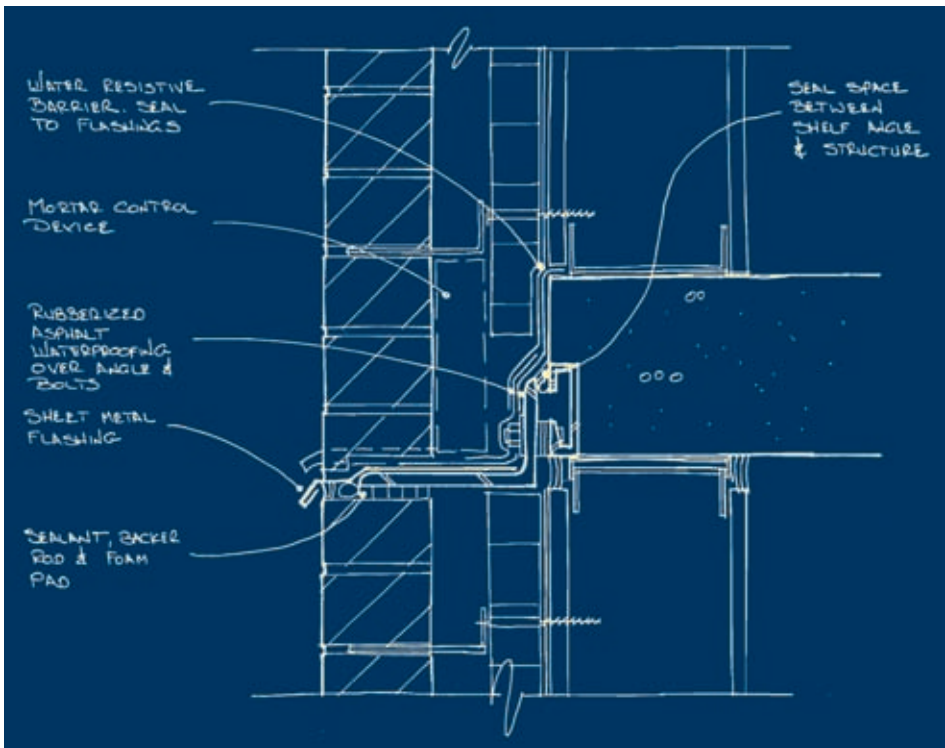 WATER RESISTIVE
BARRIER. SEAL
TO FLASHINGS
MORTAR CONTROL
DEVICE
RUBBERIZED
ASPHALT
WATERPROOFING
OVER ANGLE &
BOLTS
SHEET METAL
FLASHING
SEALANT, BACKER
ROD & FOAM
PAD
SEAL SPACE
BETWEEN
SHELF ANGLE
& STRUCTURE